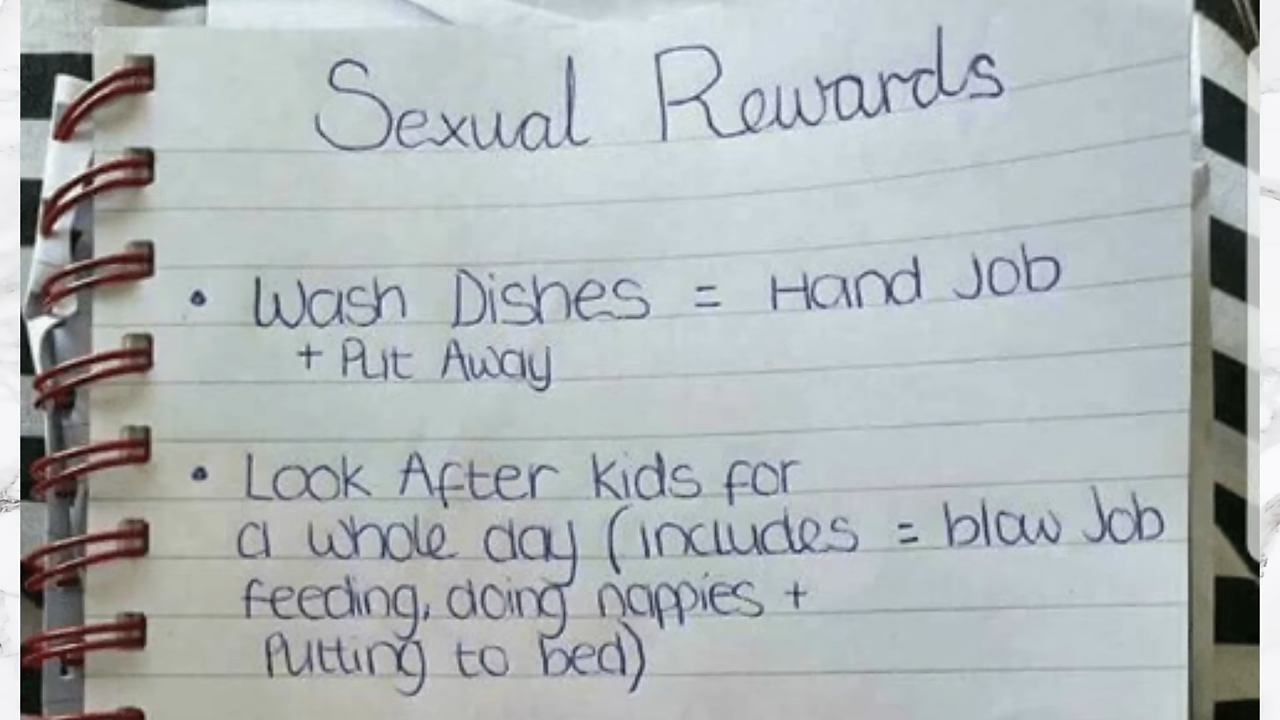 Sexual Rewards
• Wash Dishes = Hand Job
+ Put Away
• Look After Kids for
a whole day (includes = blow Job
feeding, doing nappies +
Putting to bed)